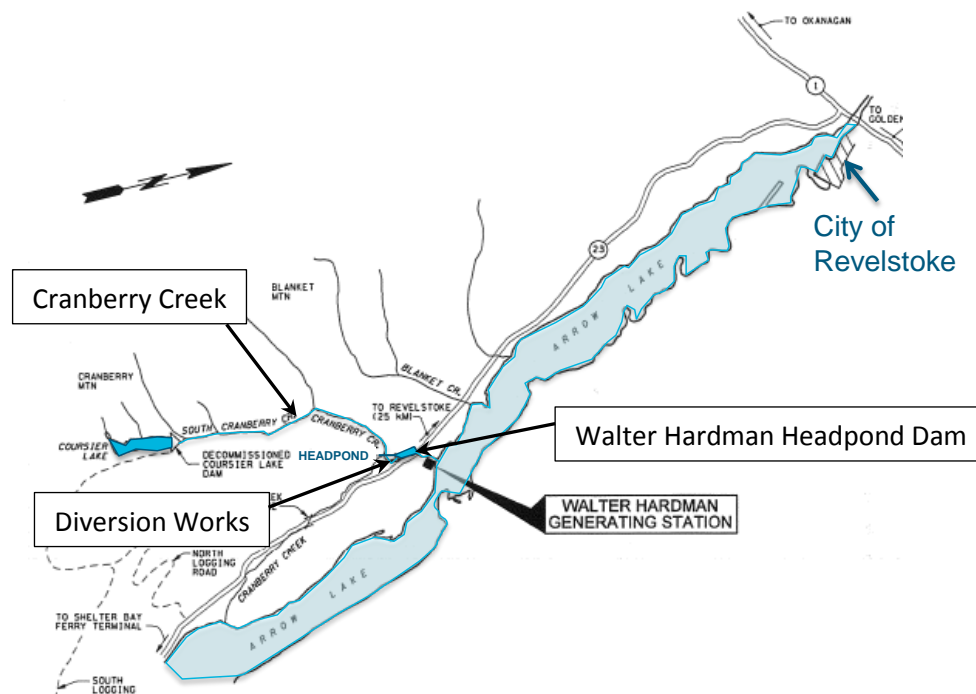 TO OKANAGAN
1
TO
GOLDEN
N
City of
Revelstoke
23
ARROW LAKE
Cranberry Creek
BLANKET
MTN
BLANKET CR.
CRANBERRY
MTN
SOUTH CRANBERRY CR.
CRANBERRY CR.
TO REVELSTOKE
(25 KM)
COURSIER
LAKE
DECOMMISSIONED
COURSIER LAKE
DAM
HEADPOND
Walter Hardman Headpond Dam
Diversion Works
EK
WALTER HARDMAN
GENERATING STATION
NORTH
LOGGING
ROAD
CRANBERRY CREEK
TO SHELTER BAY
FERRY TERMINAL
ARROW LAKE
SOUTH
LOGGING